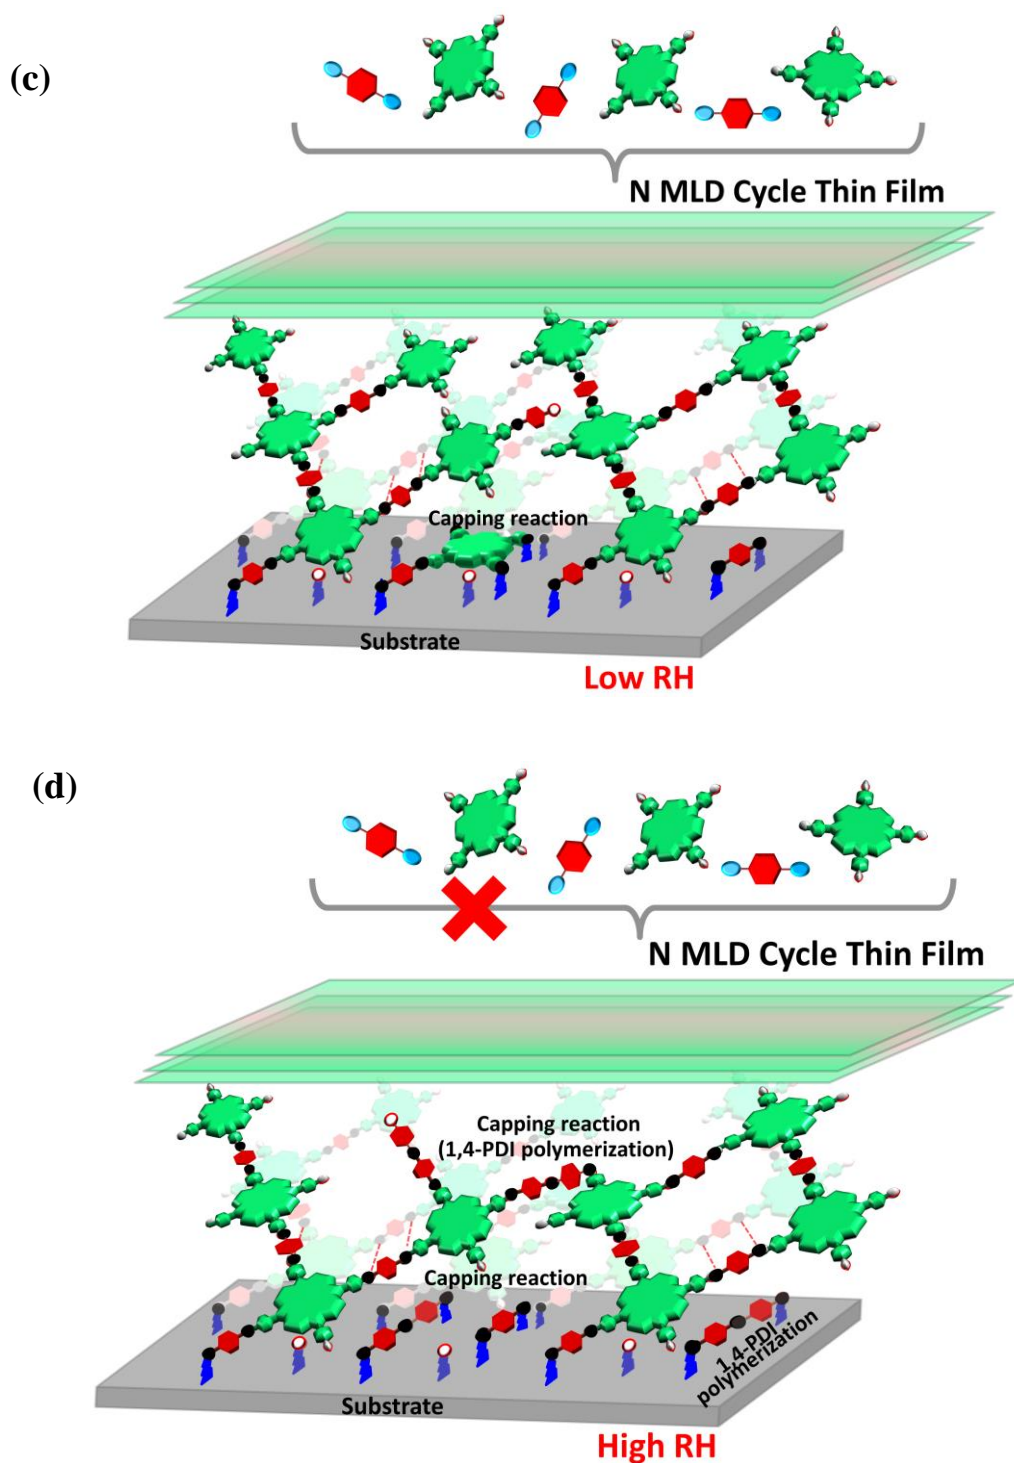 (c)
N MLD Cycle Thin Film
Capping reaction
Substrate
Low RH
(d)
N MLD Cycle Thin Film
Capping reaction
(1,4-PDI polymerization)
Capping reaction
1,4-PDI
polymerization
Substrate
High RH